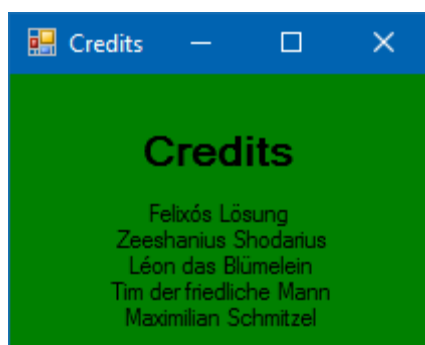 Credits
Credits
Felixós Lösung
Zeeshanius Shodarius
Léon das Blümelein
Tim der friedliche Mann
Maximilian Schmitzel